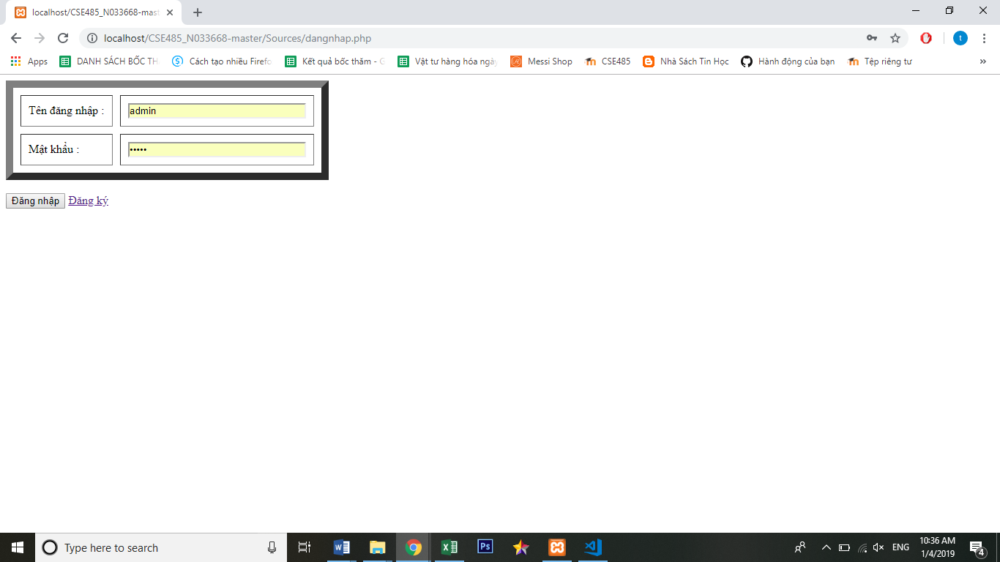 localhost/CSE485_N033668-mast
localhost/CSE485_N033668-master/Sources/dangnhap.php
t
Apps DANH SÁCH BỐC TH Cách tạo nhiều Firefo Kết quả bốc thăm - G Vật tư hàng hóa ngày Messi Shop CSE485 Nhà Sách Tin Học Hành động của bạn Tệp riêng tư »
Tên đăng nhập : admin
Mật khẩu : •••••
Đăng nhập Đăng ký
Type here to search
Ps
ENG
10:36 AM
1/4/2019
4